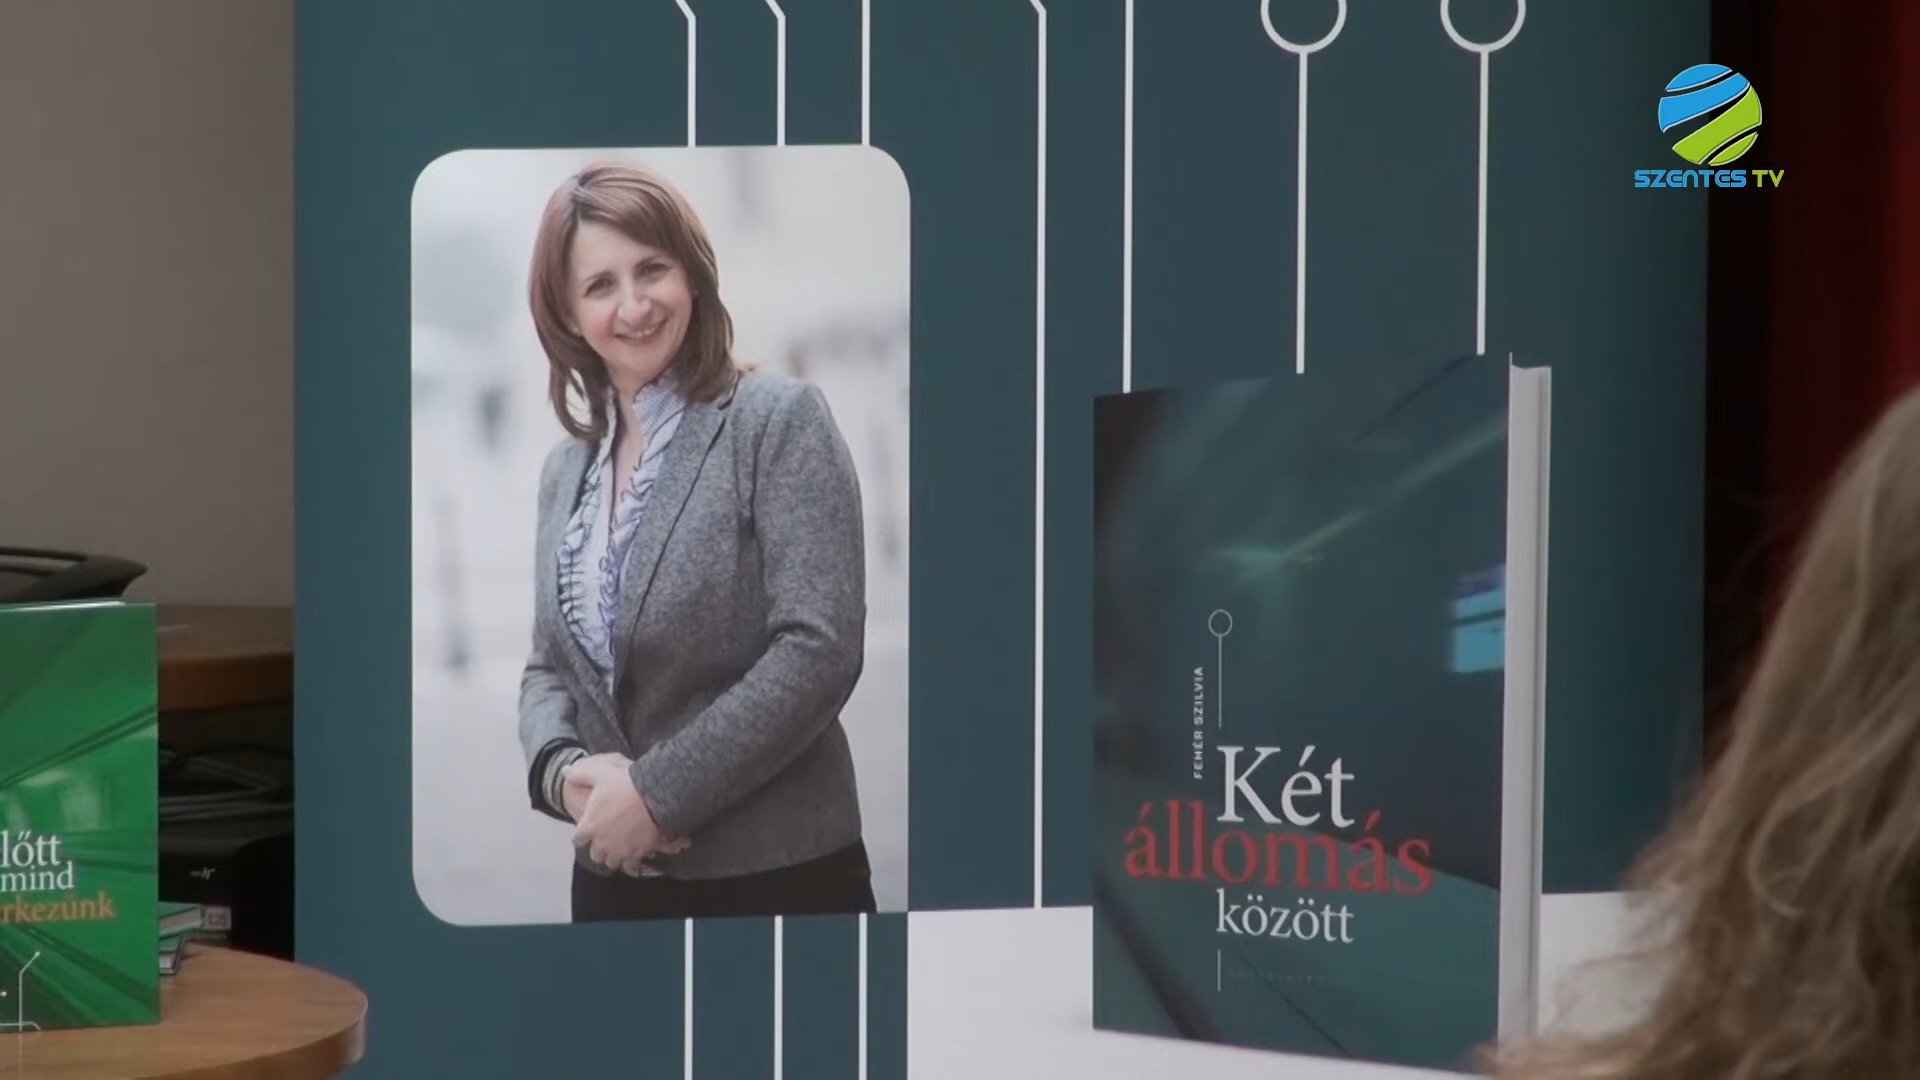 SZENTES TV
FEHÉR SZILVIA
Két
állomás
között
lőtt
mind
rkezünk